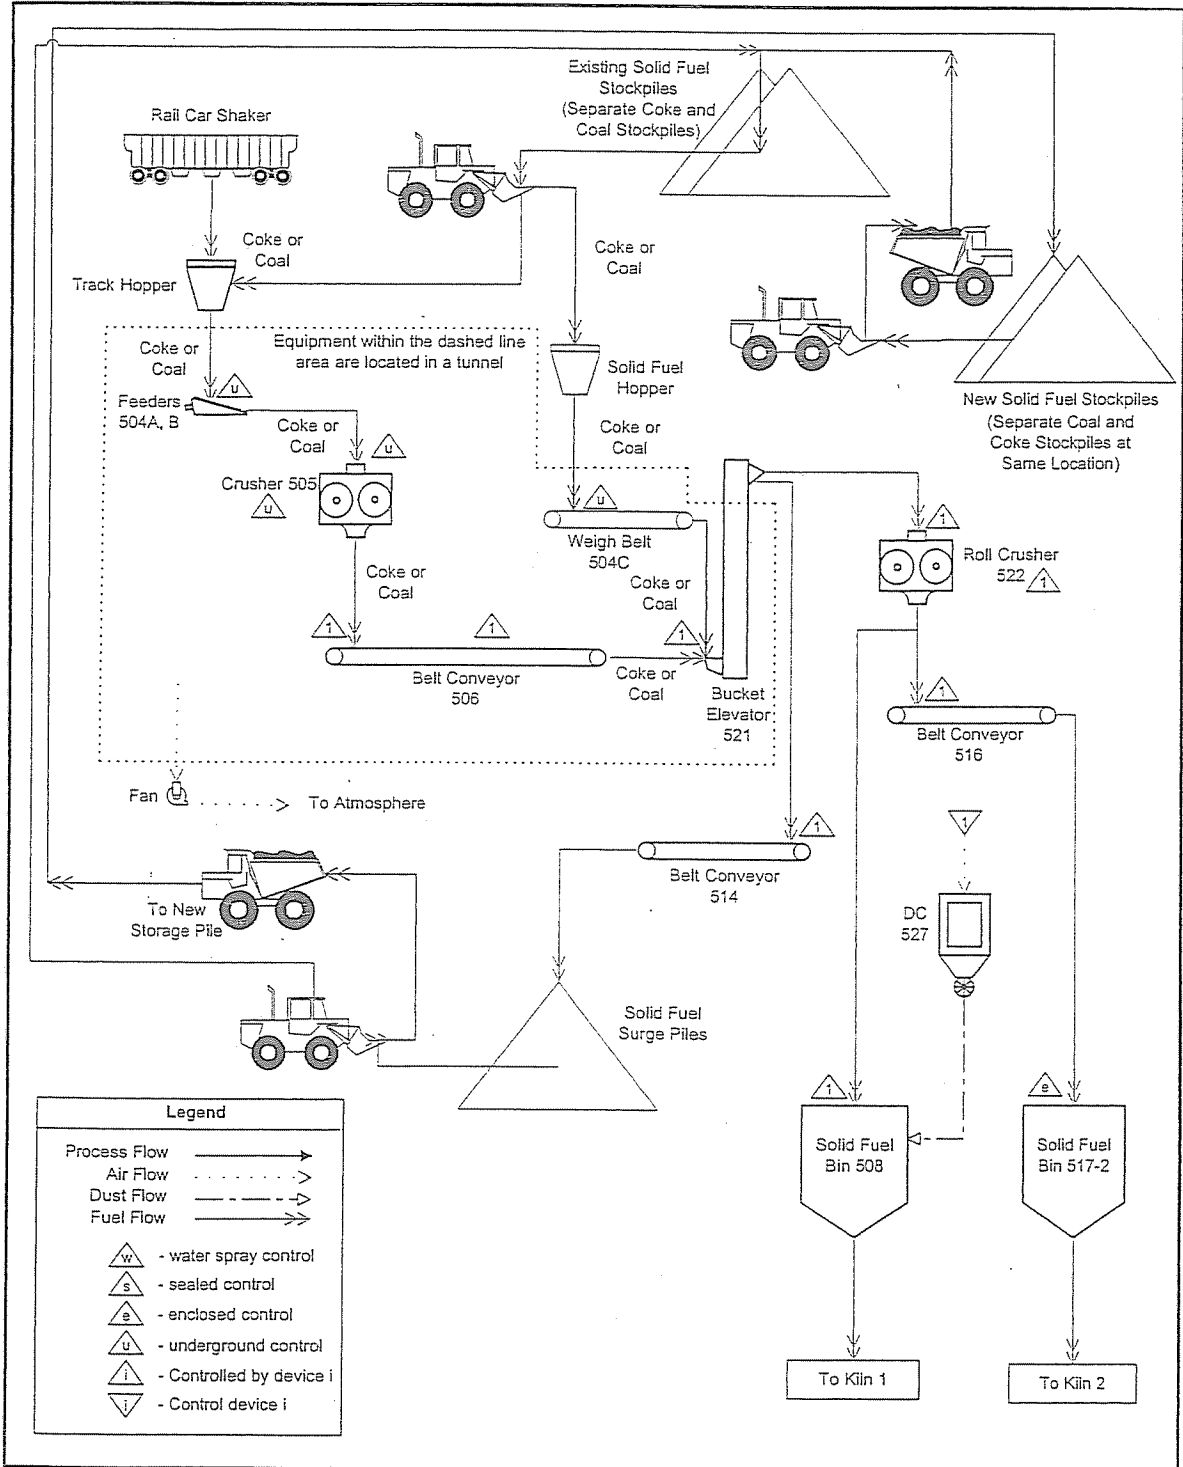 Existing Solid Fuel
Stockpiles
(Separate Coke and
Coal Stockpiles)
Rail Car Shaker
Coke or
Coal
Coke or
Coal
Track Hopper
Equipment within the dashed line
area are located in a tunnel
Coke or
Coal
u
Feeders
504A, B
Solid Fuel
Hopper
New Solid Fuel Stockpiles
(Separate Coal and
Coke Stockpiles at
Same Location)
Coke or
Coal
Coke or
Coal
u
Crusher 505
u
u
Weigh Belt
504C
1
Roll Crusher
522
1
Coke or
Coal
Coke or
Coal
1
1
1
Belt Conveyor
506
Coke or
Coal
Bucket
Elevator
521
1
Belt Conveyor
516
Fan
To Atmosphere
1
1
Belt Conveyor
514
To New
Storage Pile
DC
527
Solid Fuel
Surge Piles
1
e
Solid Fuel
Bin 508
Solid Fuel
Bin 517-2
To Kiln 1
To Kiln 2
Legend
Process Flow
Air Flow
Dust Flow
Fuel Flow
w - water spray control
s - sealed control
e - enclosed control
u - underground control
i - Controlled by device i
i - Control device i